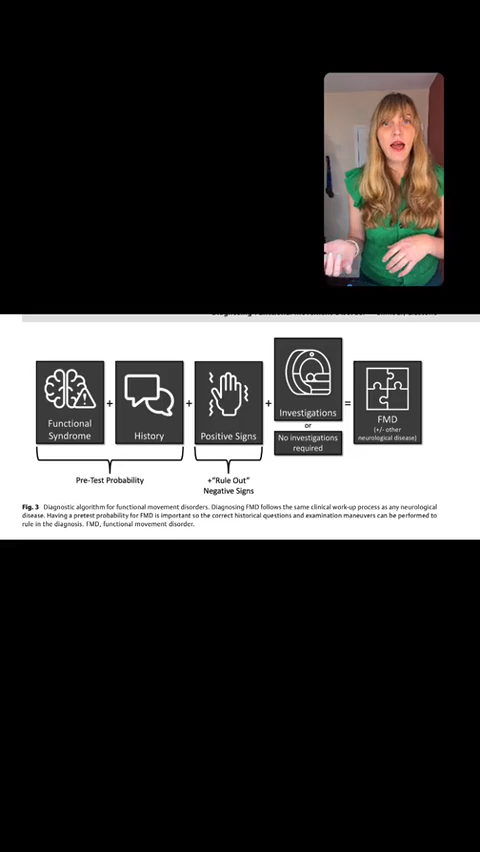 Functional
Syndrome
+
History
+
Positive Signs
+
Investigations
or
No investigations
required
=
FMD
(+/- other
neurological disease)
Pre-Test Probability
+"Rule Out"
Negative Signs
Fig. 3 Diagnostic algorithm for functional movement disorders. Diagnosing FMD follows the same clinical work-up process as any neurological
disease. Having a pretest probability for FMD is important so the correct historical questions and examination maneuvers can be performed to
rule in the diagnosis. FMD, functional movement disorder.